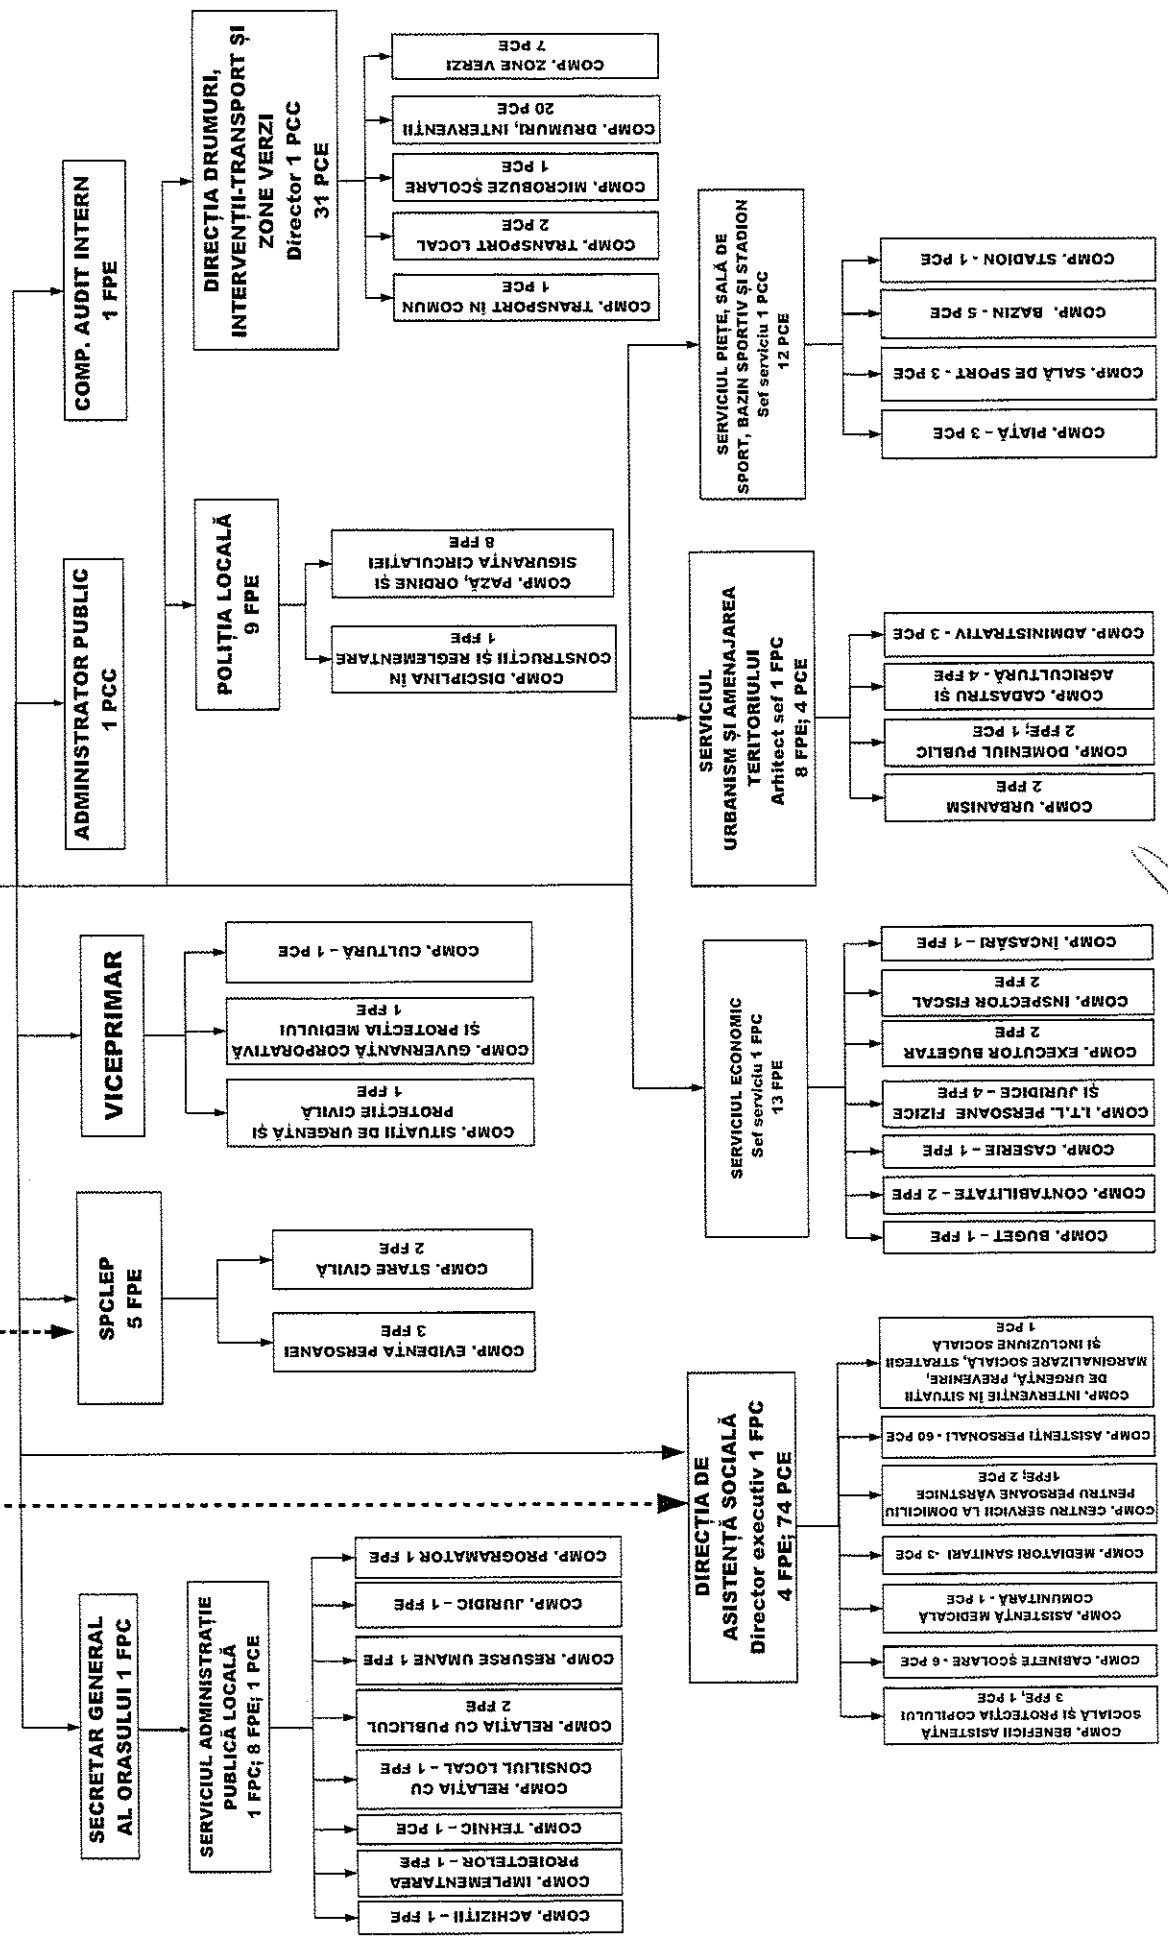 SECRETAR GENERAL
AL ORASULUI 1 FPC
SPCLEP
5 FPE
VICEPRIMAR
ADMINISTRATOR PUBLIC
1 PCC
COMP. AUDIT INTERN
1 FPE
SERVICIUL ADMINISTRAȚIE
PUBLICĂ LOCALĂ
1 FPC; 8 FPE; 1 PCE
COMP. ACHIZIȚII – 1 FPE
COMP. IMPLEMENTAREA
PROIECTELOR – 1 FPE
COMP. TEHNIC – 1 PCE
COMP. RELAȚIA CU
CONSILIUL LOCAL – 1 FPE
COMP. RELAȚIA CU PUBLICUL
2 FPE
COMP. RESURSE UMANE 1 FPE
COMP. JURIDIC – 1 FPE
COMP. PROGRAMATOR 1 FPE
COMP. EVIDENȚA PERSOANEI
3 FPE
COMP. STARE CIVILĂ
2 FPE
COMP. SITUAȚII DE URGENȚĂ ȘI
PROTECȚIE CIVILĂ
1 FPE
COMP. GUVERNANȚĂ CORPORATIVĂ
ȘI PROTECȚIA MEDIULUI
1 FPE
COMP. CULTURĂ – 1 PCE
POLIȚIA LOCALĂ
9 FPE
COMP. DISCIPLINA ÎN
CONSTRUCȚII ȘI REGLEMENTARE
1 FPE
COMP. PAZĂ, ORDINE ȘI
SIGURANȚA CIRCULAȚIEI
8 FPE
DIRECȚIA DRUMURI,
INTERVENȚII-TRANSPORT ȘI
ZONE VERZI
Director 1 PCC
31 PCE
COMP. TRANSPORT ÎN COMUN
1 PCE
COMP. TRANSPORT LOCAL
2 PCE
COMP. MICROBUZE ȘCOLARE
1 PCE
COMP. DRUMURI, INTERVENȚII
20 PCE
COMP. ZONE VERZI
7 PCE
DIRECȚIA DE
ASISTENȚĂ SOCIALĂ
Director executiv 1 FPC
4 FPE; 74 PCE
COMP. BENEFICII ASISTENȚĂ
SOCIALĂ ȘI PROTECȚIA COPILULUI
3 FPE, 1 PCE
COMP. CABINETE ȘCOLARE - 6 PCE
COMP. ASISTENȚĂ MEDICALĂ
COMUNITARĂ - 1 PCE
COMP. MEDIATORI SANITARI -3 PCE
COMP. CENTRU SERVICII LA DOMICILIU
PENTRU PERSOANE VÂRSTNICE
1FPE; 2 PCE
COMP. ASISTENȚI PERSONALI - 60 PCE
COMP. INTERVENȚIE ÎN SITUAȚII
DE URGENȚĂ, PREVENIRE,
MARGINALIZARE SOCIALĂ, STRATEGII
ȘI INCLUZIUNE SOCIALĂ
1 PCE
SERVICIUL ECONOMIC
Sef serviciu 1 FPC
13 FPE
COMP. BUGET – 1 FPE
COMP. CONTABILITATE – 2 FPE
COMP. CASERIE – 1 FPE
COMP. I.T.L. PERSOANE FIZICE
ȘI JURIDICE – 4 FPE
COMP. EXECUTOR BUGETAR
2 FPE
COMP. INSPECTOR FISCAL
2 FPE
COMP. ÎNCASĂRI – 1 FPE
SERVICIUL
URBANISM ȘI AMENAJAREA
TERITORIULUI
Arhitect sef 1 FPC
8 FPE; 4 PCE
COMP. URBANISM
2 FPE
COMP. DOMENIUL PUBLIC
2 FPE; 1 PCE
COMP. CADASTRU ȘI
AGRICULTURĂ - 4 FPE
COMP. ADMINISTRATIV - 3 PCE
SERVICIUL PIEȚE, SALĂ DE
SPORT, BAZIN SPORTIV ȘI STADION
Sef serviciu 1 PCC
12 PCE
COMP. PIAȚĂ – 3 PCE
COMP. SALĂ DE SPORT - 3 PCE
COMP. BAZIN - 5 PCE
COMP. STADION - 1 PCE